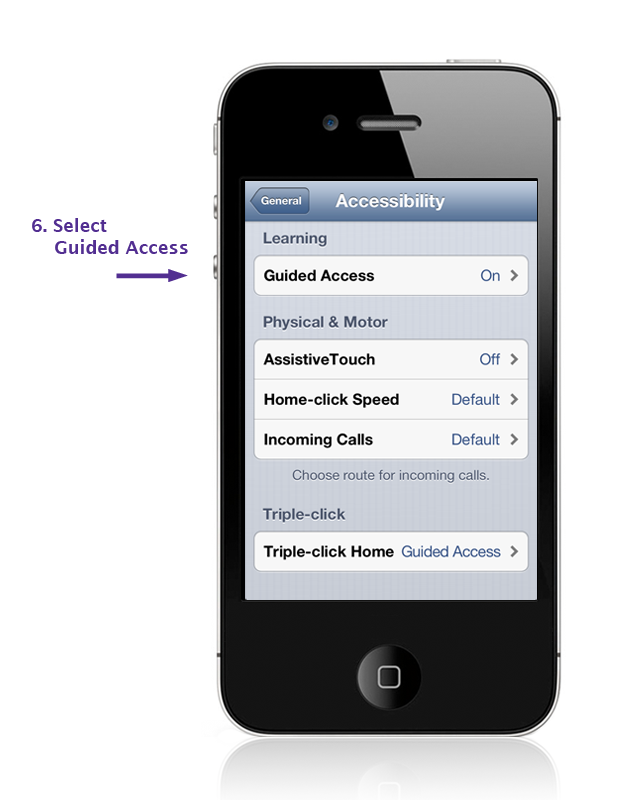 6. Select
Guided Access
General
Accessibility
Learning
Guided Access On
Physical & Motor
AssistiveTouch Off
Home-click Speed Default
Incoming Calls Default
Choose route for incoming calls.
Triple-click
Triple-click Home Guided Access